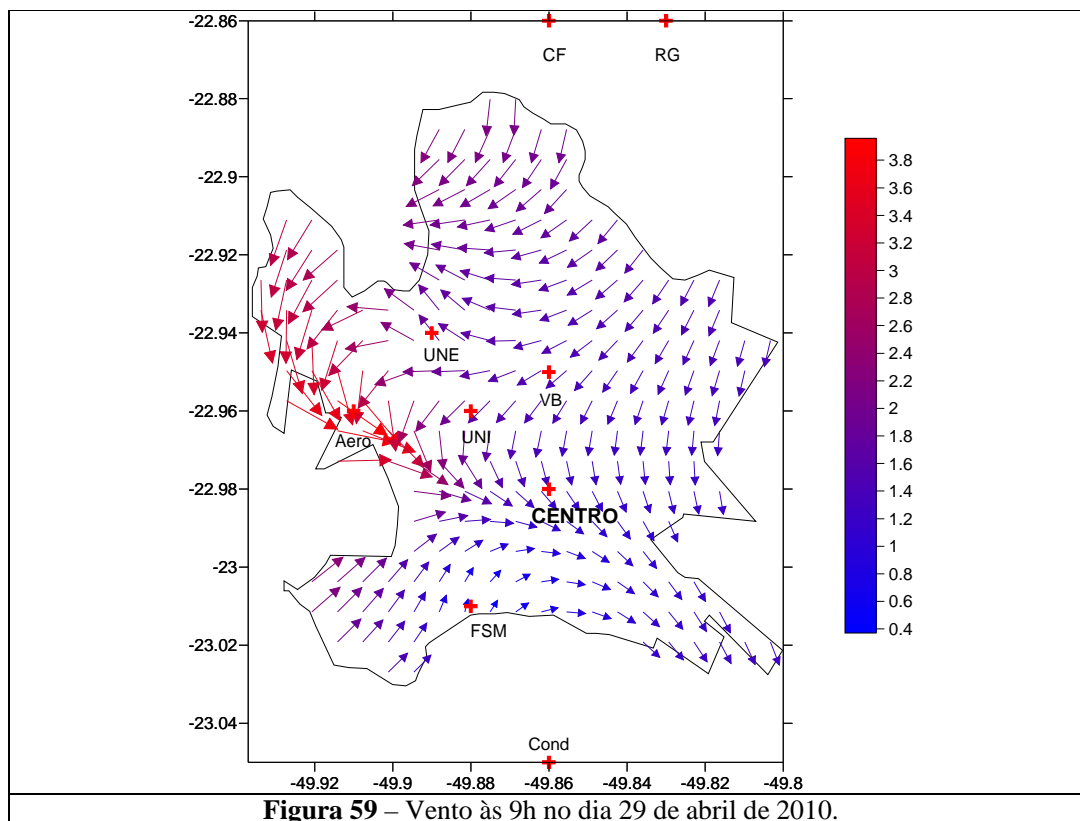 -22.86
CF RG
-22.88
-22.9
-22.92
-22.94
UNE
VB
-22.96
Aero
UNI
-22.98
CENTRO
-23
FSM
-23.02
-23.04
Cond
-49.92 -49.9 -49.88 -49.86 -49.84 -49.82 -49.8
3.8
3.6
3.4
3.2
3
2.8
2.6
2.4
2.2
2
1.8
1.6
1.4
1.2
1
0.8
0.6
0.4
Figura 59 – Vento às 9h no dia 29 de abril de 2010.